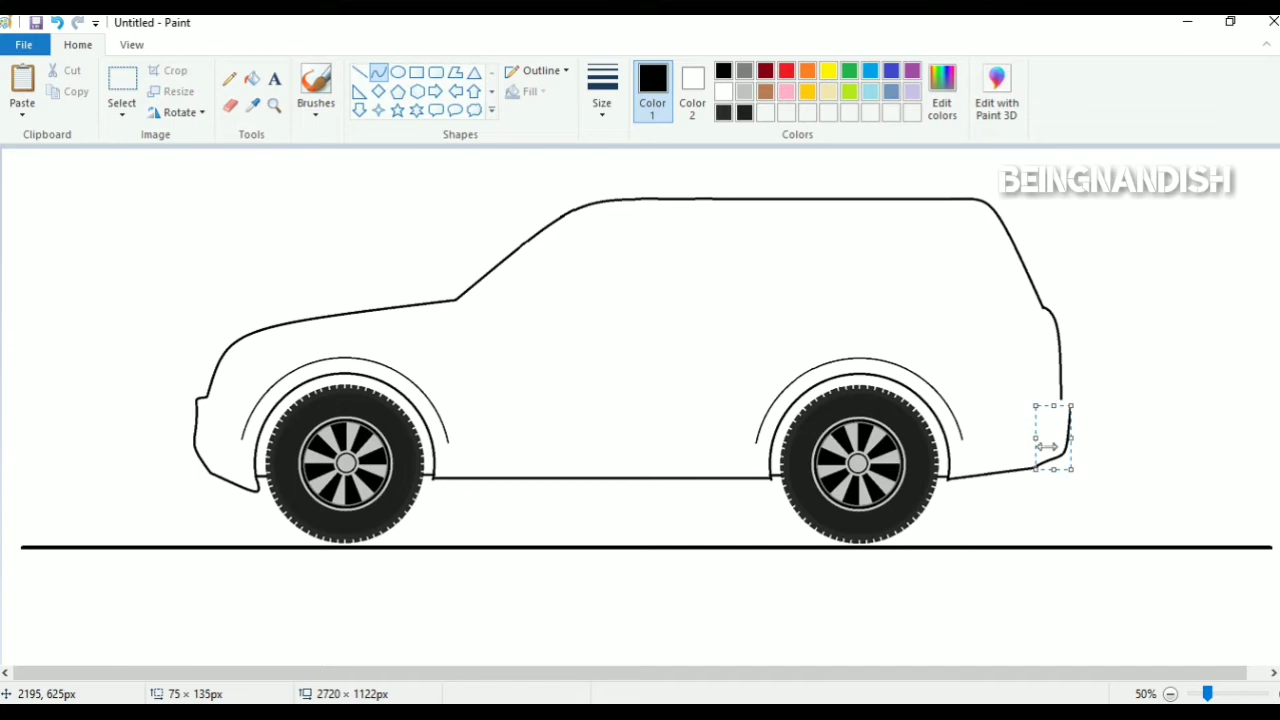 Untitled - Paint
File Home View
Paste
Cut
Copy
Clipboard
Select
Crop
Resize
Rotate
Image
A
Tools
Brushes
Shapes
Outline
Fill
Size
Color 1
Color 2
Colors
Edit colors
Edit with Paint 3D
BEINGNANDISH
2195, 625px
75 × 135px
2720 × 1122px
50%